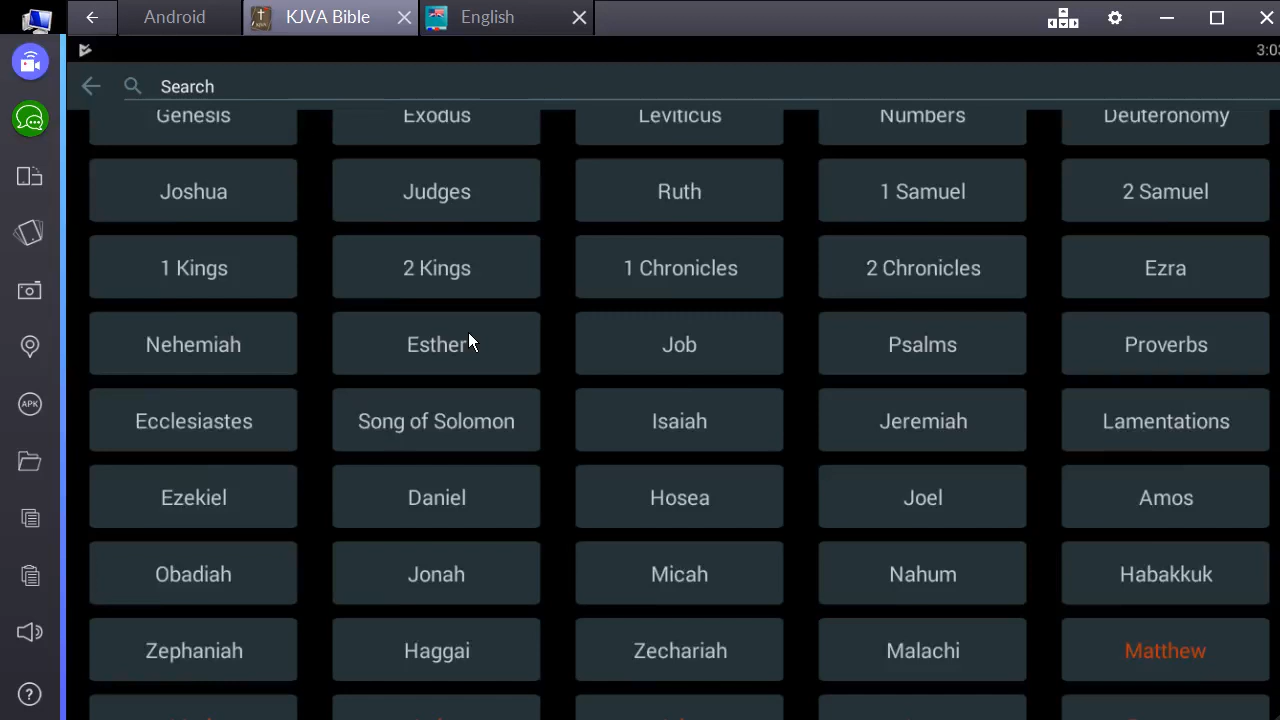 Android KJVA Bible English
3:03
Search
Genesis Exodus Leviticus Numbers Deuteronomy
Joshua Judges Ruth 1 Samuel 2 Samuel
1 Kings 2 Kings 1 Chronicles 2 Chronicles Ezra
Nehemiah Esther Job Psalms Proverbs
Ecclesiastes Song of Solomon Isaiah Jeremiah Lamentations
APK
Ezekiel Daniel Hosea Joel Amos
Obadiah Jonah Micah Nahum Habakkuk
Zephaniah Haggai Zechariah Malachi Matthew